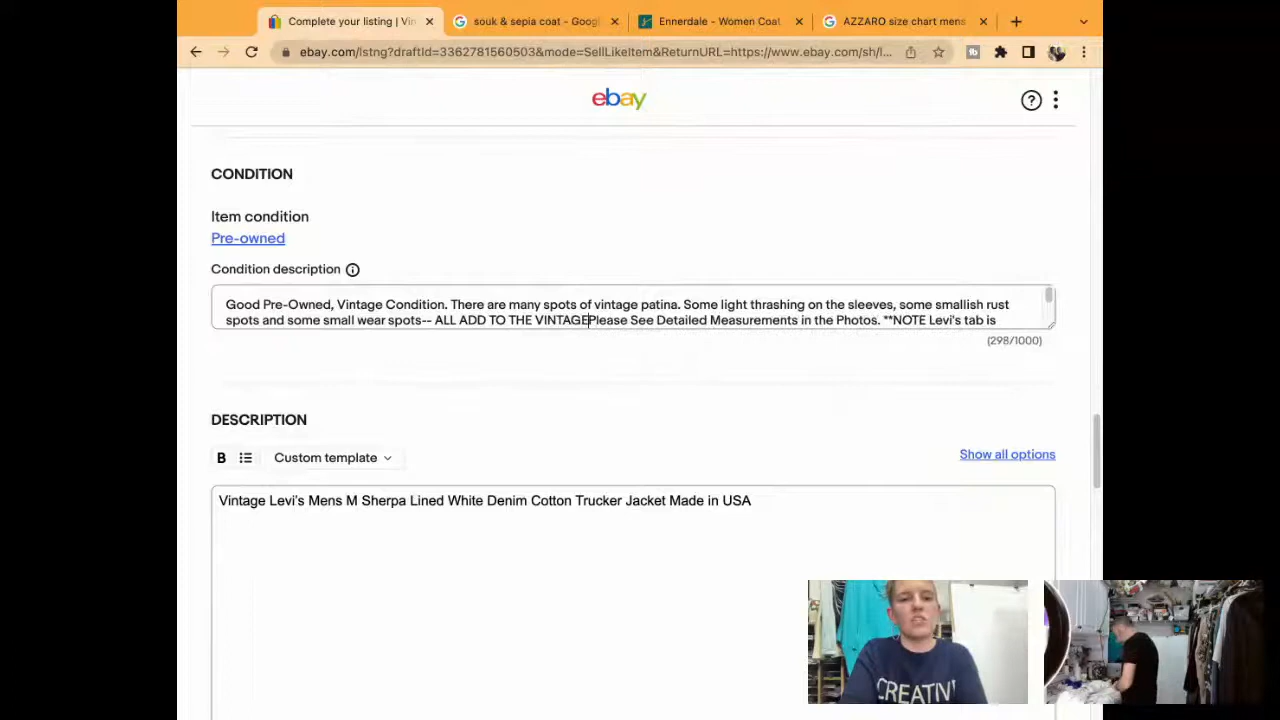 Complete your listing | Vin
souk & sepia coat - Googl
Ennerdale - Women Coat
AZZARO size chart mens
ebay.com/lstng?draftId=3362781560503&mode=SellLikeItem&ReturnURL=https://www.ebay.com/sh/l...
ebay
CONDITION
Item condition
Pre-owned
Condition description
Good Pre-Owned, Vintage Condition. There are many spots of vintage patina. Some light thrashing on the sleeves, some smallish rust
spots and some small wear spots-- ALL ADD TO THE VINTAGEPlease See Detailed Measurements in the Photos. **NOTE Levi's tab is
(298/1000)
DESCRIPTION
B
Custom template
Show all options
Vintage Levi's Mens M Sherpa Lined White Denim Cotton Trucker Jacket Made in USA
CREATIV